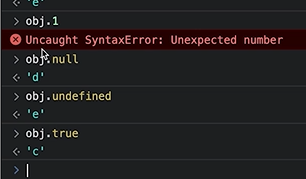 'e'
> obj.1
Uncaught SyntaxError: Unexpected number
> obj.null
<· 'd'
> obj.undefined
<· 'e'
> obj.true
<· 'c'
>